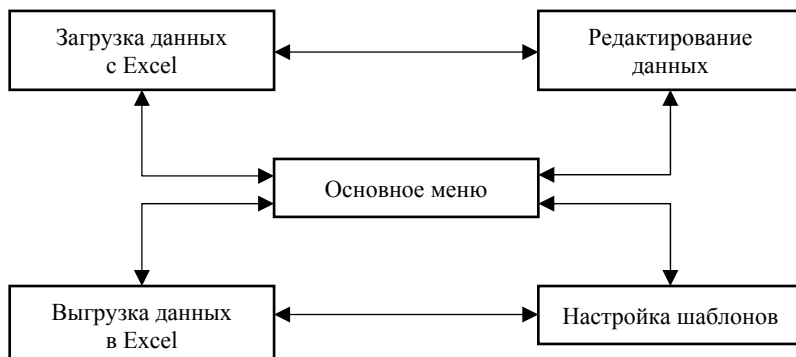 Загрузка данных
с Excel
Редактирование
данных
Основное меню
Выгрузка данных
в Excel
Настройка шаблонов